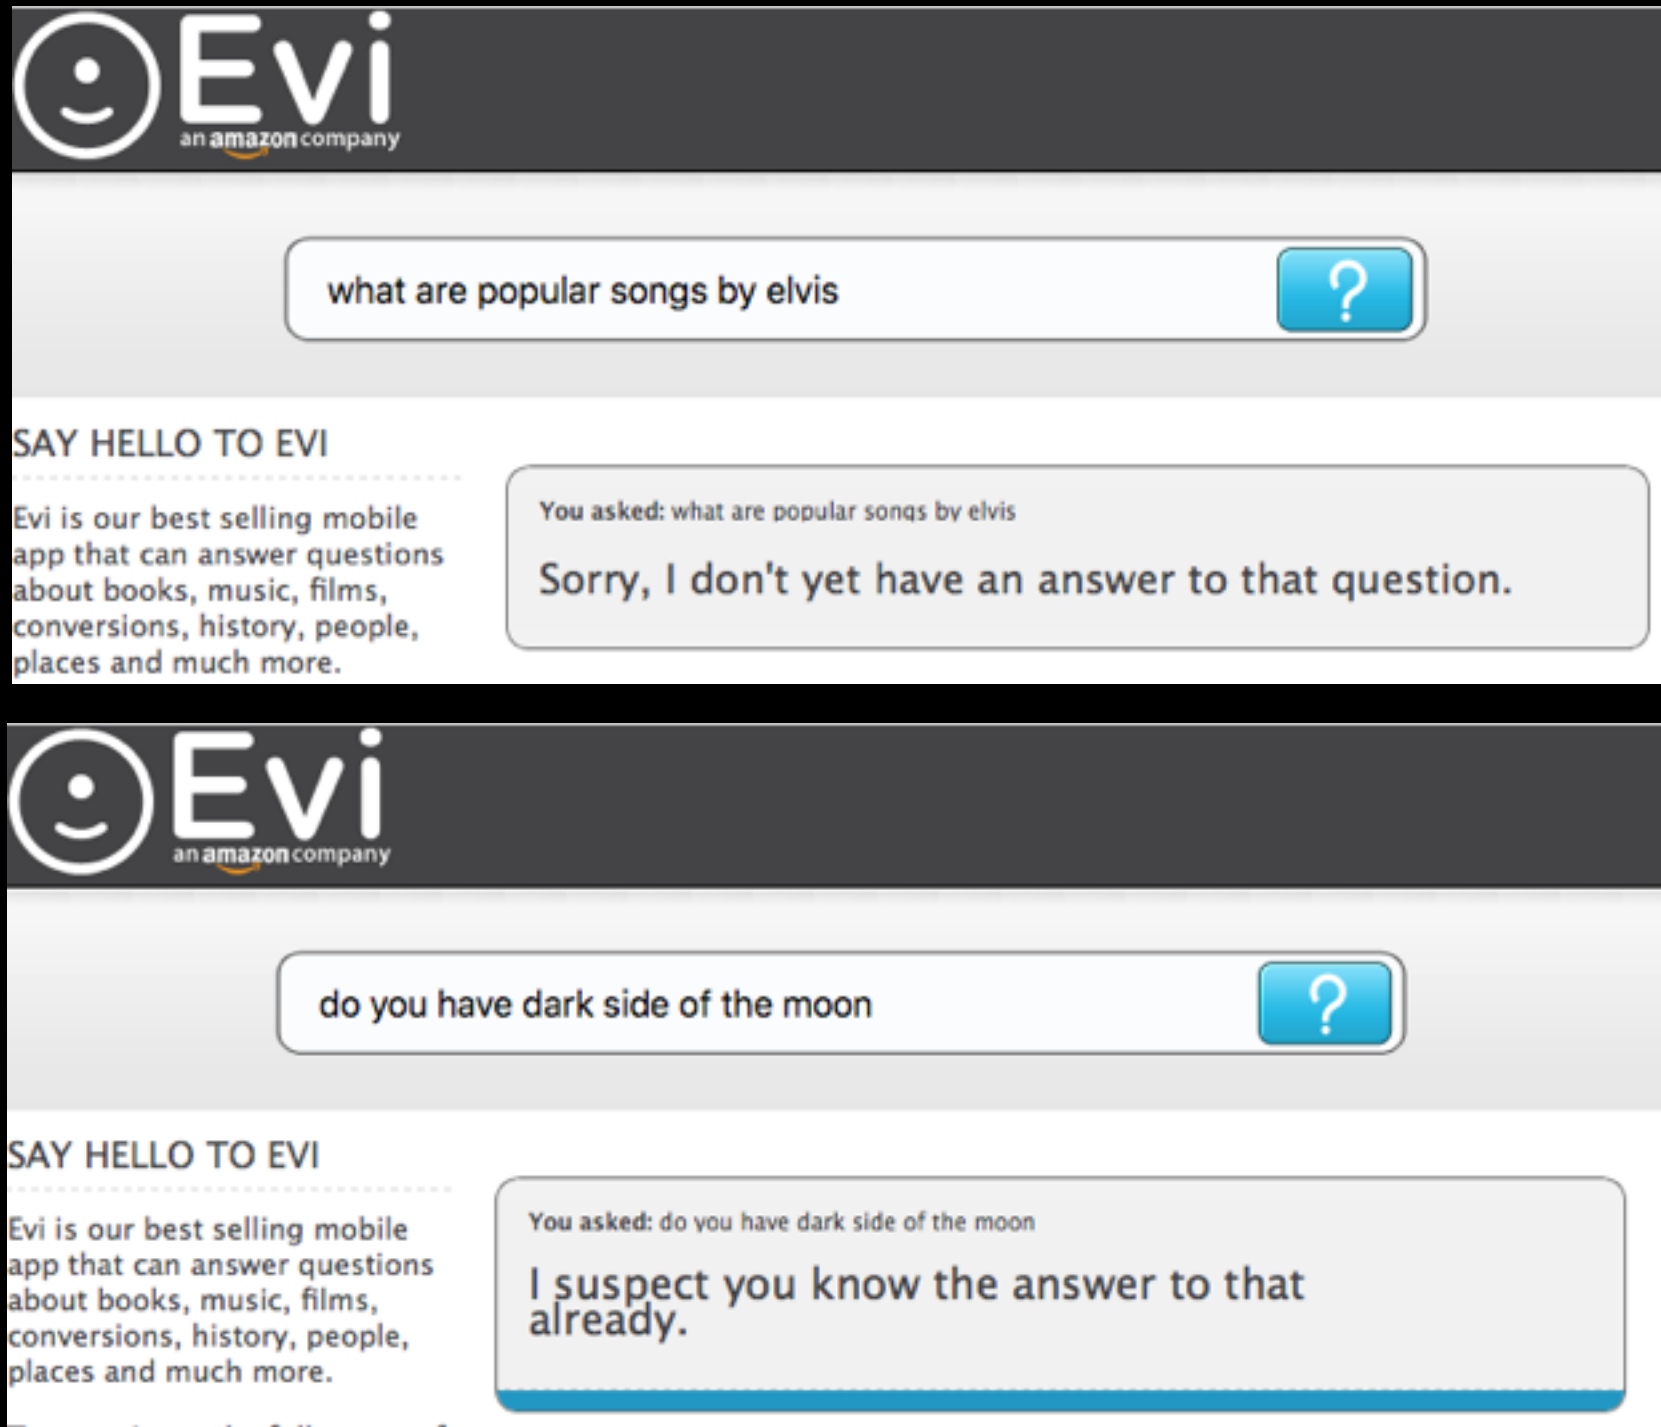 Evi
an amazon company
what are popular songs by elvis
?
SAY HELLO TO EVI
Evi is our best selling mobile
app that can answer questions
about books, music, films,
conversions, history, people,
places and much more.
You asked: what are popular songs by elvis
Sorry, I don't yet have an answer to that question.
Evi
an amazon company
do you have dark side of the moon
?
SAY HELLO TO EVI
Evi is our best selling mobile
app that can answer questions
about books, music, films,
conversions, history, people,
places and much more.
You asked: do you have dark side of the moon
I suspect you know the answer to that
already.